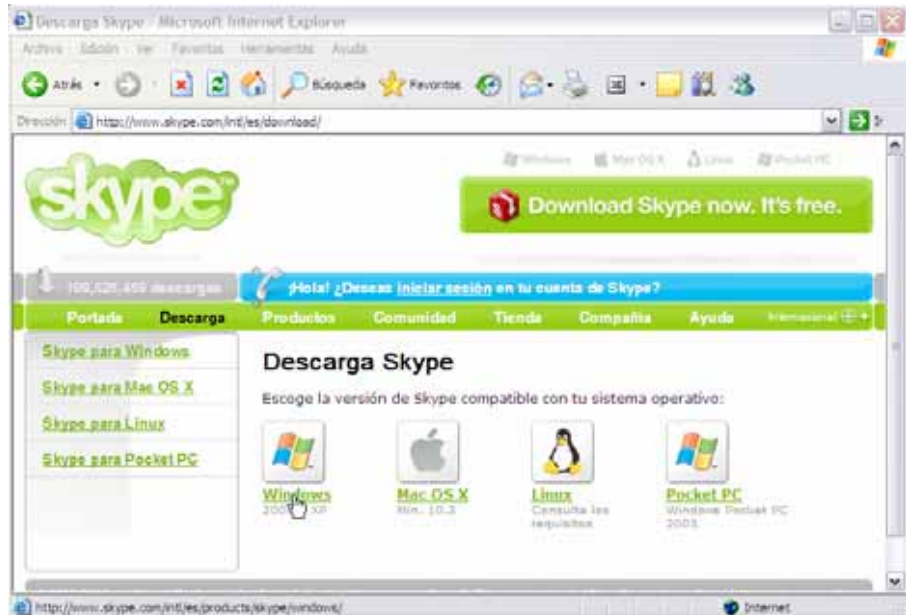 Descarga Skype - Microsoft Internet Explorer
Archivo Edición Ver Favoritos Herramientas Ayuda
Atrás Búsqueda Favoritos
Dirección http://www.skype.com/intl/es/download/
Windows Mac OS X Linux Pocket PC
skype
Download Skype now. It's free.
descargas
¡Hola! ¿Deseas iniciar sesión en tu cuenta de Skype?
Portada Descarga Productos Comunidad Tienda Compañía Ayuda Internacional
Skype para Windows
Skype para Mac OS X
Skype para Linux
Skype para Pocket PC
Descarga Skype
Escoge la versión de Skype compatible con tu sistema operativo:
Windows Mac OS X Linux Pocket PC
XP Min. 10.3 Consulta los requisitos Windows Pocket PC 2003
http://www.skype.com/intl/es/products/skype/windows/ Internet